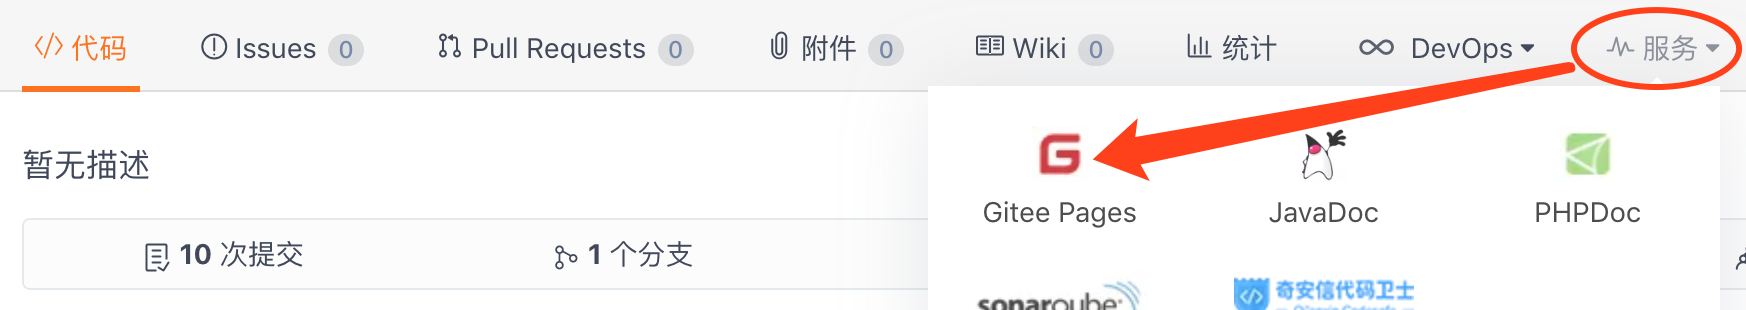 代码 Issues 0 Pull Requests 0 附件 0 Wiki 0 统计 DevOps 服务
暂无描述
Gitee Pages JavaDoc PHPDoc
10 次提交 1 个分支
sonarqube 奇安信代码卫士